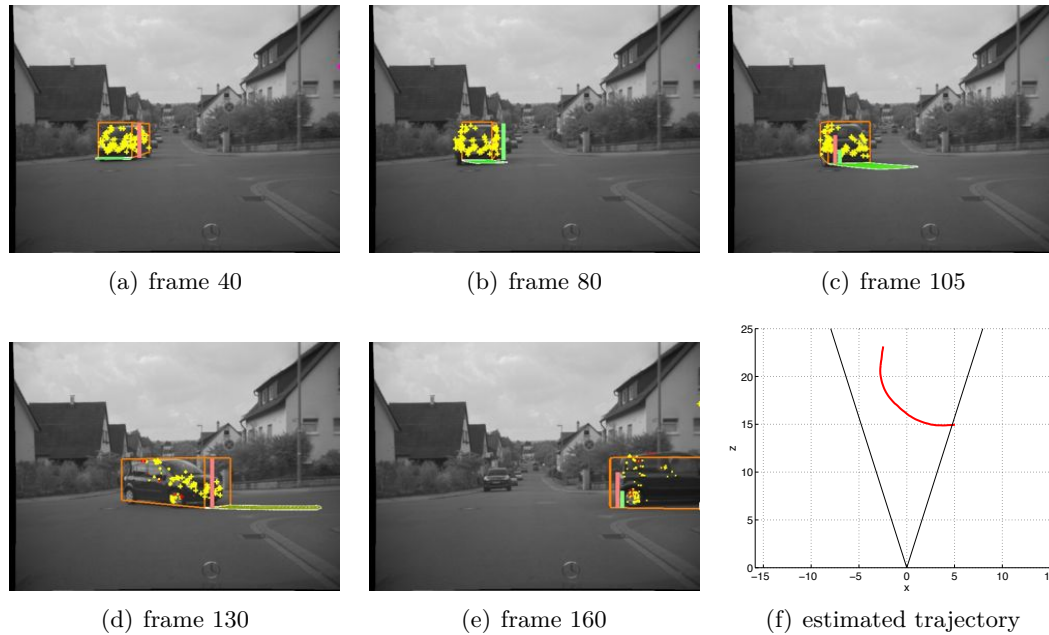 (a) frame 40
(b) frame 80
(c) frame 105
(d) frame 130
(e) frame 160
25
20
15
10
5
0
z
−15 −10 −5 0 5 10 15
x
(f) estimated trajectory